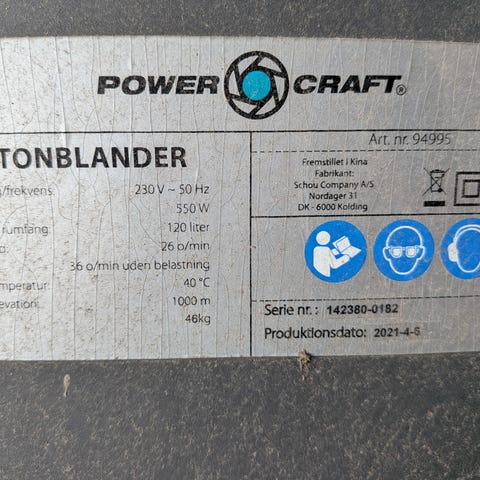 POWER CRAFT®
TONBLANDER
/frekvens: 230 V ~ 50 Hz
550 W
rumfang: 120 liter
26 o/min
36 o/min uden belastning
mperatur: 40 °C
evation: 1000 m
46kg
Art. nr. 94995
Fremstillet i Kina
Fabrikant:
Schou Company A/S
Nordager 31
DK - 6000 Kolding
Serie nr. : 142380-0182
Produktionsdato: 2021-4-6